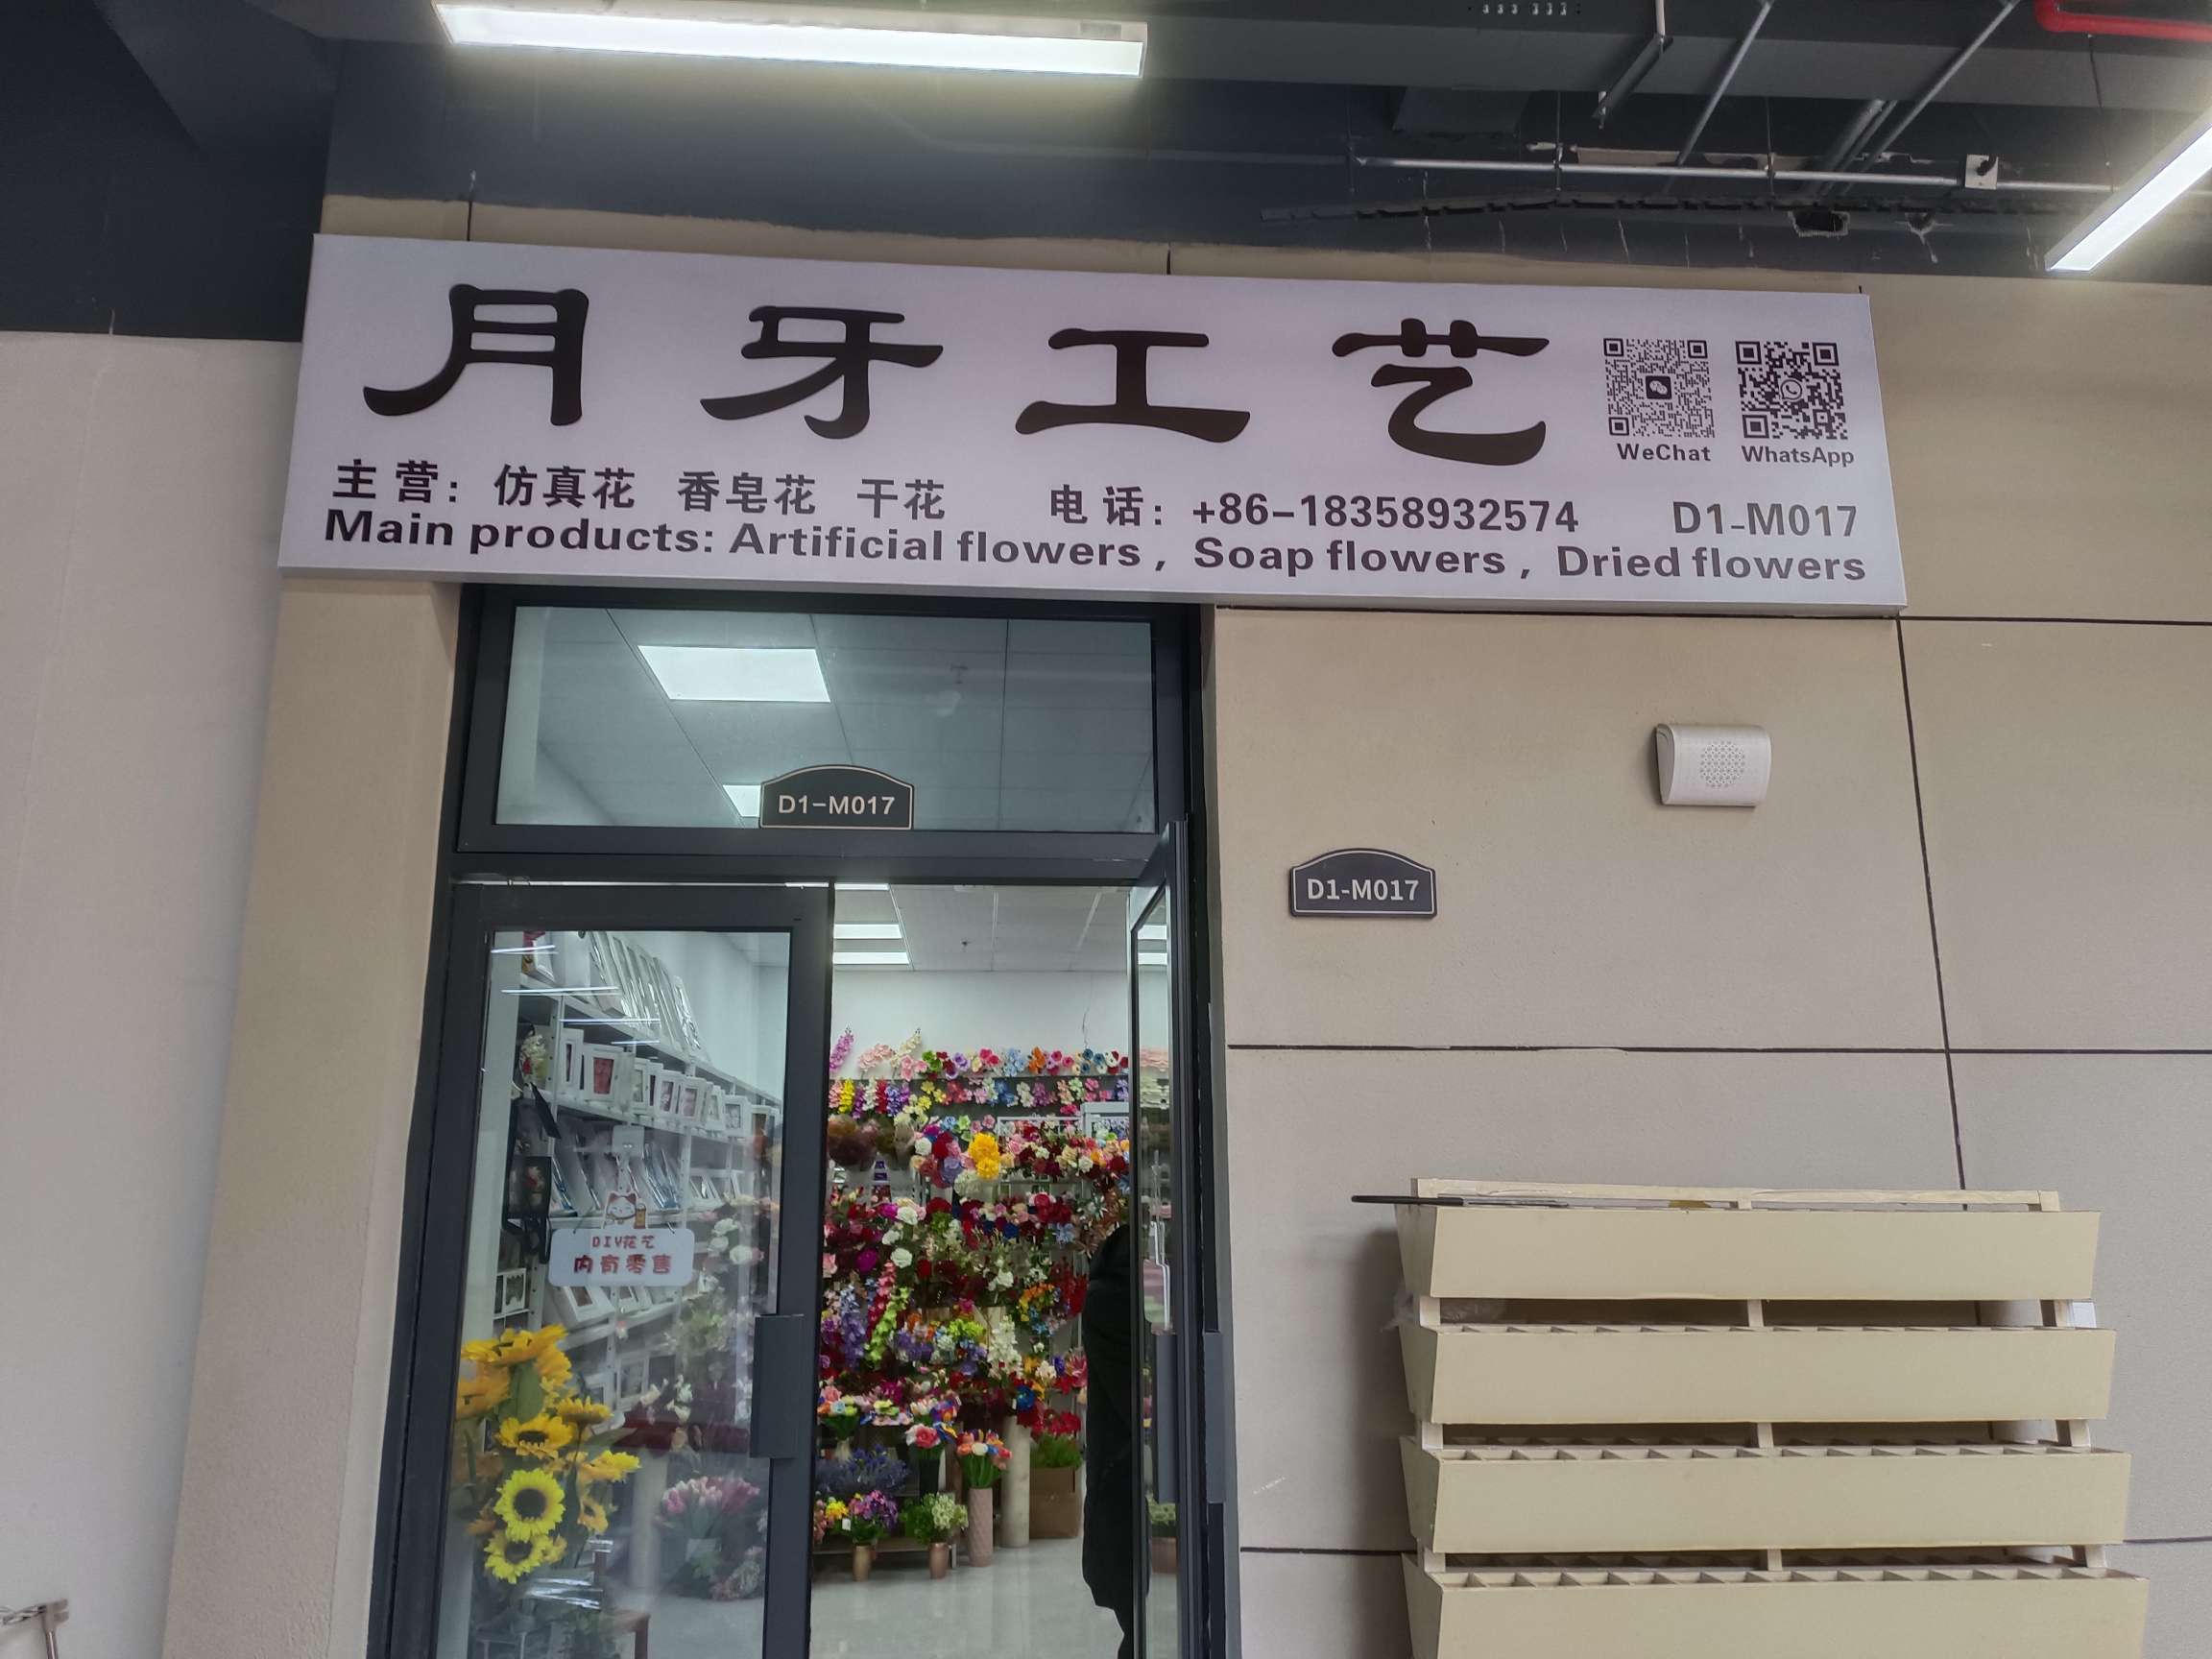 月牙工艺
WeChat
WhatsApp
主营：仿真花 香皂花 干花 电话：+86-18358932574 D1-M017
Main products: Artificial flowers , Soap flowers , Dried flowers
D1-M017
D1-M017
DIY花艺
内有零售